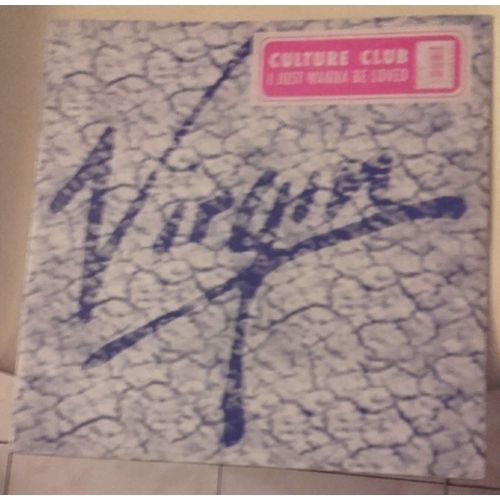 CULTURE CLUB
I JUST WANNA BE LOVED
Virgin